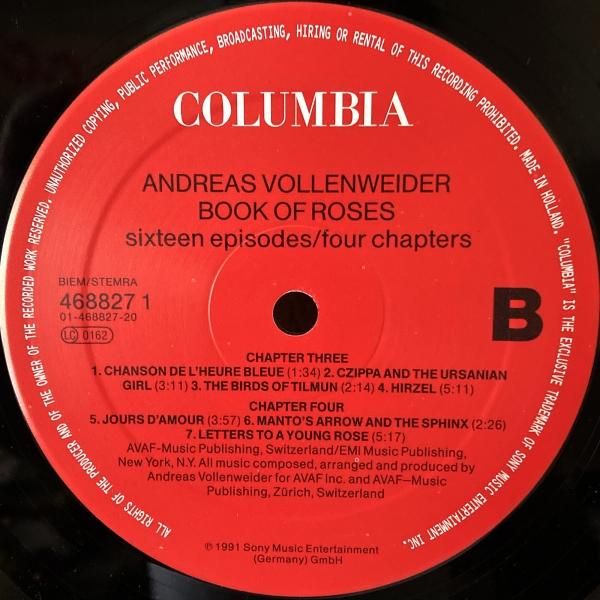 ALL RIGHTS OF THE PRODUCER AND OF THE OWNER OF THE RECORDED WORK RESERVED. UNAUTHORIZED COPYING, PUBLIC PERFORMANCE, BROADCASTING, HIRING OR RENTAL OF THIS RECORDING PROHIBITED. MADE IN HOLLAND. "COLUMBIA" IS THE EXCLUSIVE TRADEMARK OF SONY MUSIC ENTERTAINMENT INC.
COLUMBIA
ANDREAS VOLLENWEIDER
BOOK OF ROSES
sixteen episodes/four chapters
BIEM/STEMRA
468827 1
01-468827-20
LC 0162
B
CHAPTER THREE
1. CHANSON DE L'HEURE BLEUE (1:34) 2. CZIPPA AND THE URSANIAN
GIRL (3:11) 3. THE BIRDS OF TILMUN (2:14) 4. HIRZEL (5:11)
CHAPTER FOUR
5. JOURS D'AMOUR (3:57) 6. MANTO'S ARROW AND THE SPHINX (2:26)
7. LETTERS TO A YOUNG ROSE (5:17)
AVAF-Music Publishing, Switzerland/EMI Music Publishing,
New York, N.Y. All music composed, arranged and produced by
Andreas Vollenweider for AVAF inc. and AVAF—Music
Publishing, Zürich, Switzerland
℗ 1991 Sony Music Entertainment
(Germany) GmbH